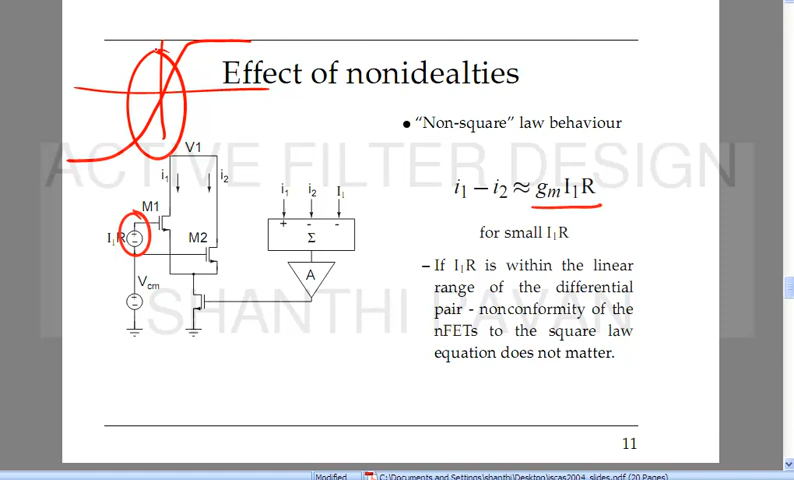 Effect of nonidealties
● "Non-square" law behaviour
i₁ − i₂ ≈ gₘI₁R
for small I₁R
– If I₁R is within the linear
range of the differential
pair - nonconformity of the
nFETs to the square law
equation does not matter.
V1
i₁
i₂
M1
I₁R
M2
Vcm
i₁ i₂ I₁
+ - -
Σ
A
ACTIVE FILTER DESIGN
SHANTHI PAVAN
11
Modified
C:\Documents and Settings\shanthi\Desktop\iscas2004_slides.pdf (20 Pages)